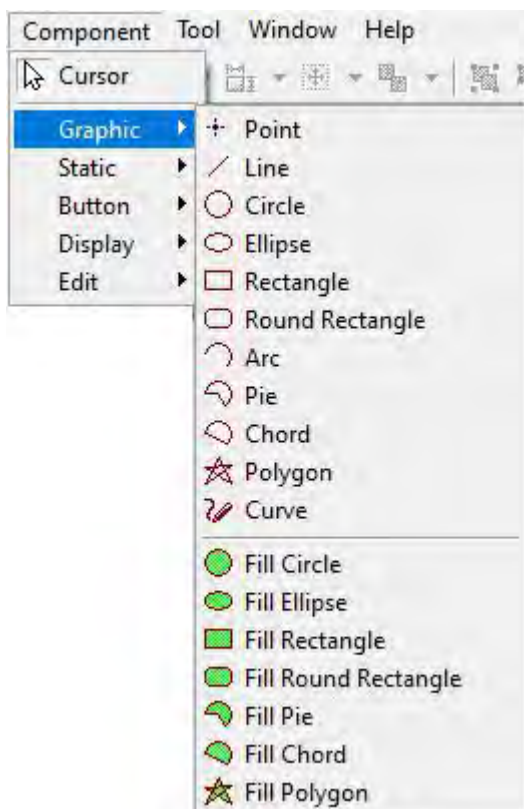 Component Tool Window Help
Cursor
Graphic
Static
Button
Display
Edit
Point
Line
Circle
Ellipse
Rectangle
Round Rectangle
Arc
Pie
Chord
Polygon
Curve
Fill Circle
Fill Ellipse
Fill Rectangle
Fill Round Rectangle
Fill Pie
Fill Chord
Fill Polygon